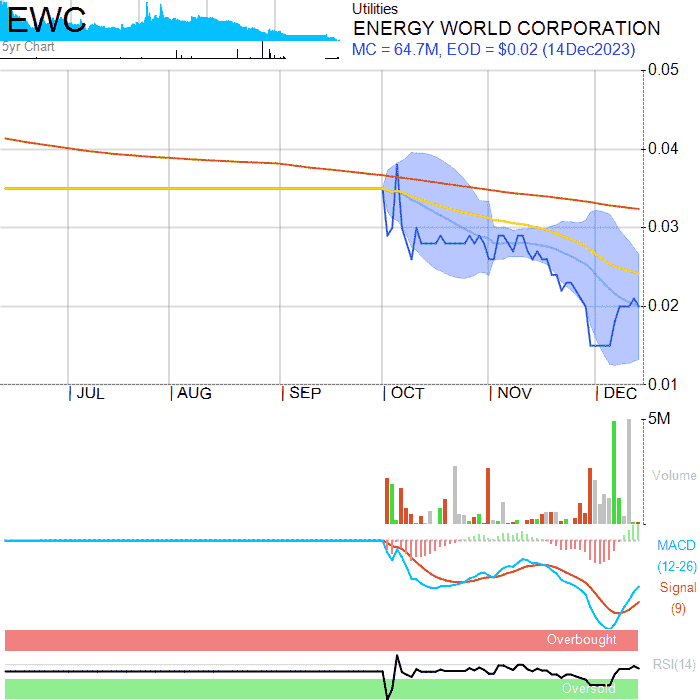 EWC
5yr Chart
Utilities
ENERGY WORLD CORPORATION
MC = 64.7M, EOD = $0.02 (14Dec2023)
0.05
0.04
0.03
0.02
0.01
JUL AUG SEP OCT NOV DEC
5M
Volume
MACD
(12-26)
Signal
(9)
Overbought
RSI(14)
Oversold